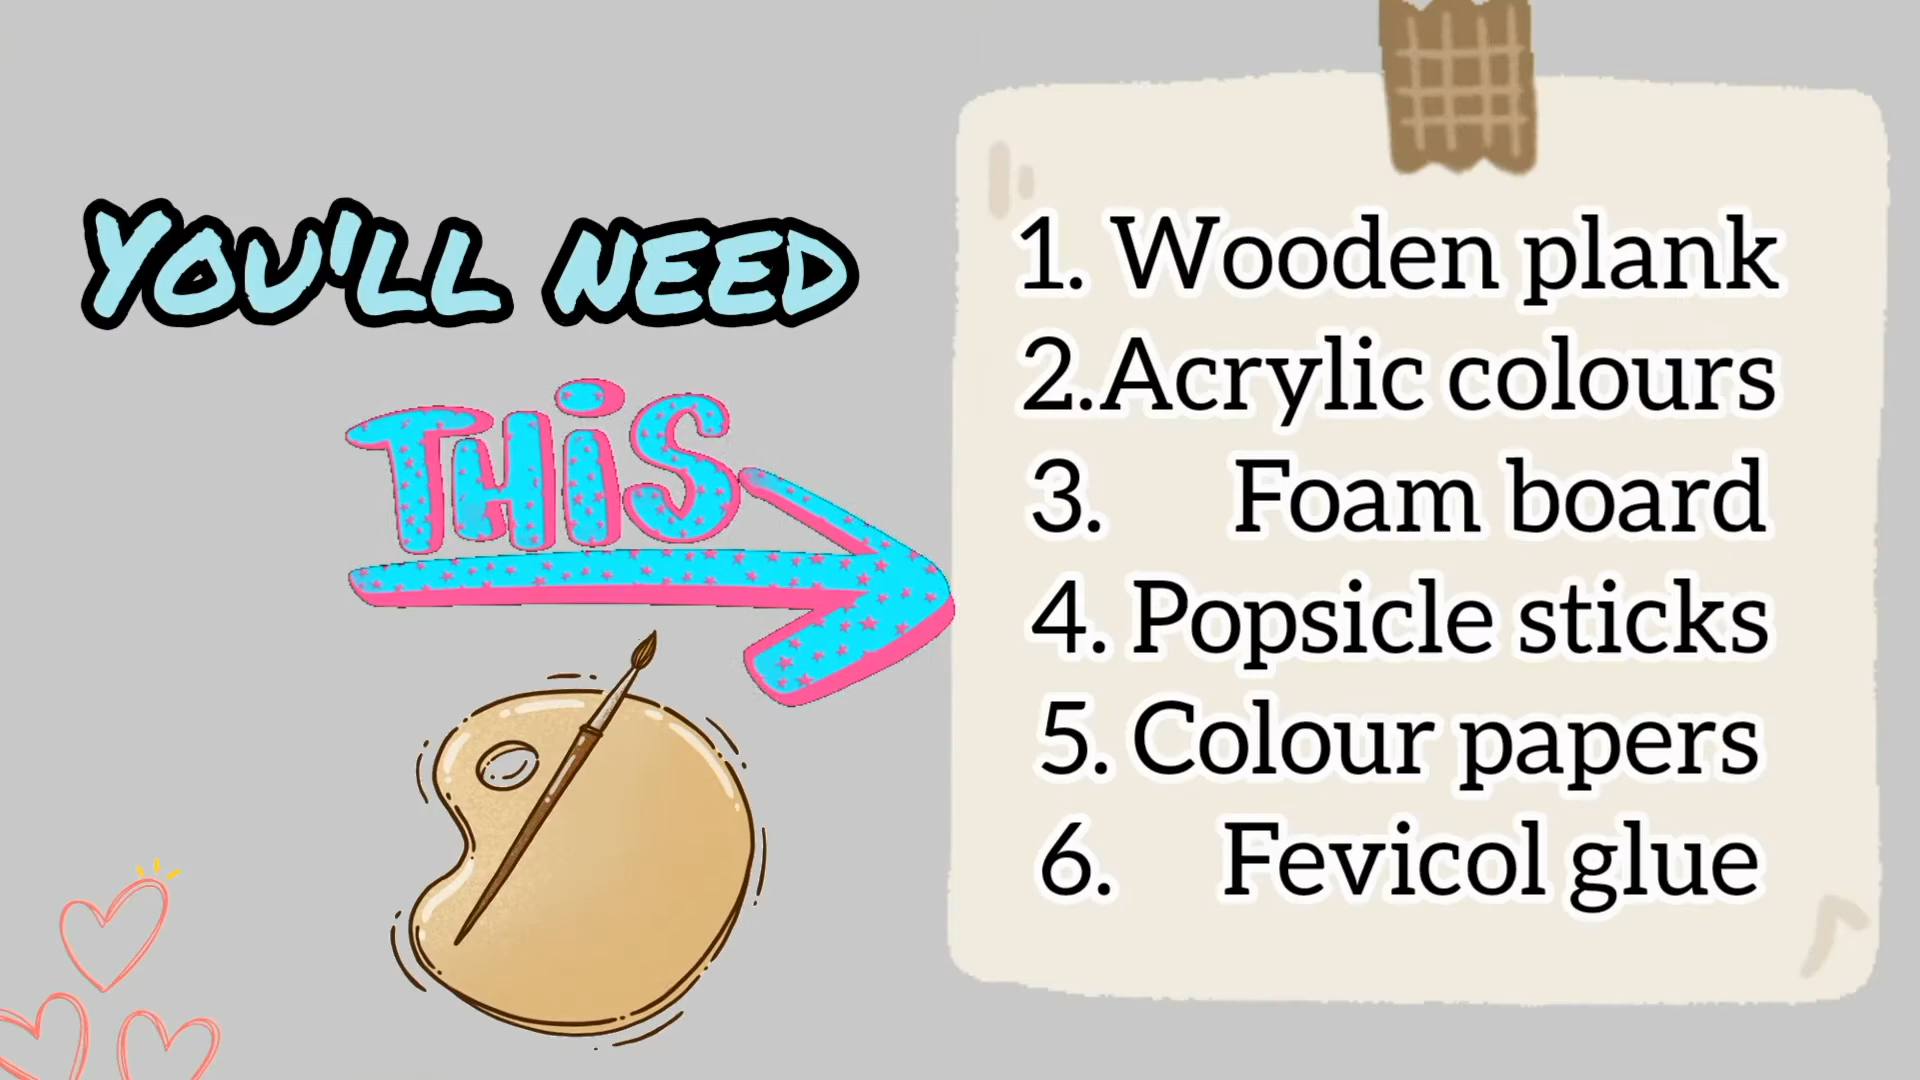 You'll need
THiS
1. Wooden plank
2.Acrylic colours
3. Foam board
4. Popsicle sticks
5. Colour papers
6. Fevicol glue